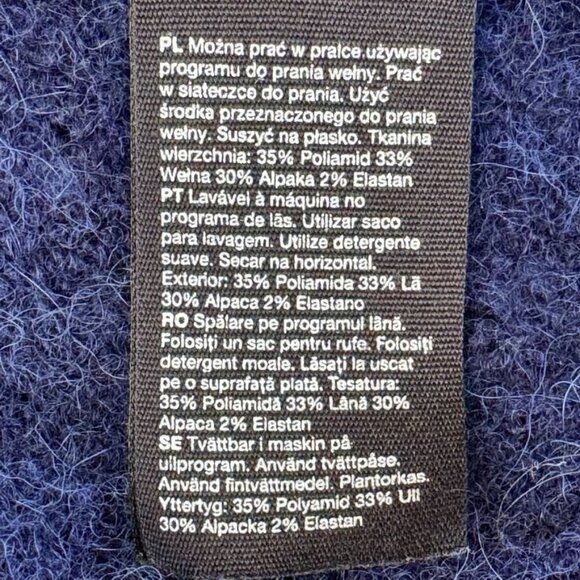 PL Można prać w pralce używając
programu do prania wełny. Prać
w siateczce do prania. Użyć
środka przeznaczonego do prania
wełny. Suszyć na płasko. Tkanina
wierzchnia: 35% Poliamid 33%
Wełna 30% Alpaka 2% Elastan
PT Lavável à máquina no
programa de lãs. Utilizar saco
para lavagem. Utilize detergente
suave. Secar na horizontal.
Exterior: 35% Poliamida 33% Lã
30% Alpaca 2% Elastano
RO Spălare pe programul lână.
Folosiți un sac pentru rufe. Folosiți
detergent moale. Lăsați la uscat
pe o suprafață plată. Tesatura:
35% Poliamidă 33% Lână 30%
Alpaca 2% Elastan
SE Tvättbar i maskin på
ullprogram. Använd tvättpåse.
Använd fintvättmedel. Plantorkas.
Yttertyg: 35% Polyamid 33% Ull
30% Alpacka 2% Elastan